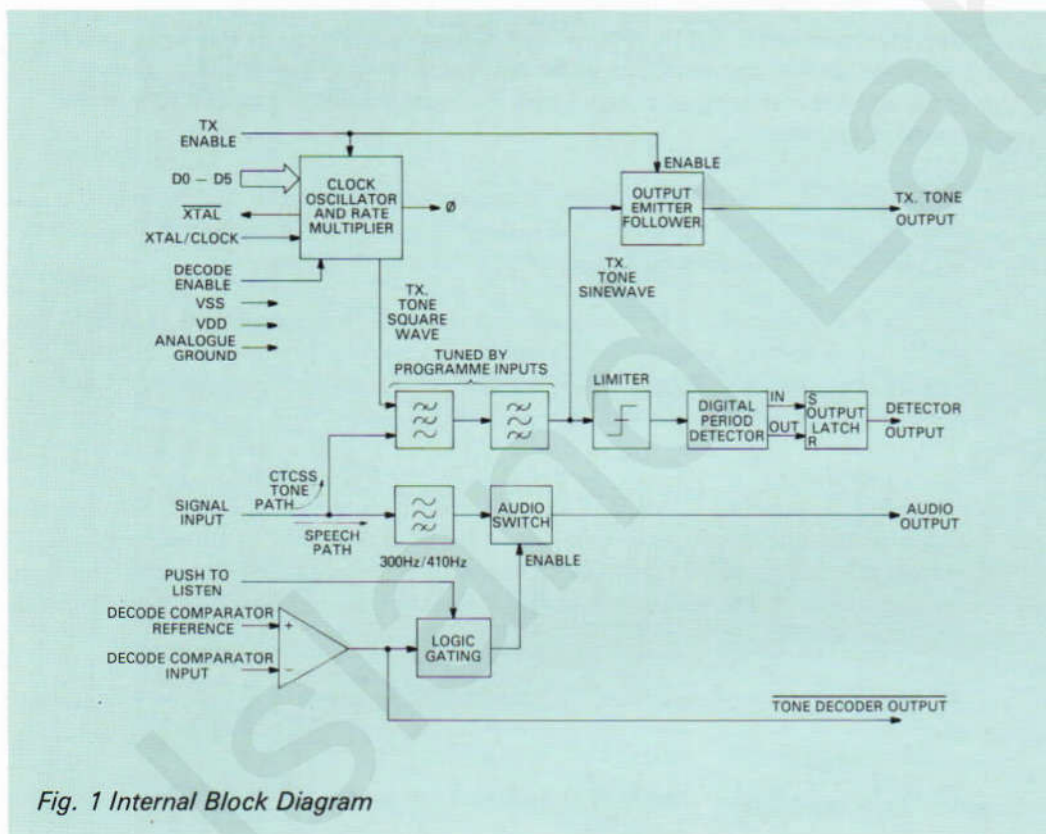 TX
ENABLE
D0 – D5
XTAL
XTAL/CLOCK
DECODE
ENABLE
VSS
VDD
ANALOGUE
GROUND
CLOCK
OSCILLATOR
AND RATE
MULTIPLIER
Ø
ENABLE
OUTPUT
EMITTER
FOLLOWER
TX. TONE
OUTPUT
TX.
TONE
SQUARE
WAVE
TX.
TONE
SINEWAVE
TUNED BY
PROGRAMME INPUTS
LIMITER
DIGITAL
PERIOD
DETECTOR
IN
OUT
S
OUTPUT
LATCH
R
DETECTOR
OUTPUT
CTCSS
TONE
PATH
SIGNAL
INPUT
SPEECH
PATH
300Hz/410Hz
AUDIO
SWITCH
ENABLE
AUDIO
OUTPUT
PUSH TO
LISTEN
DECODE COMPARATOR
REFERENCE
+
DECODE COMPARATOR
INPUT
–
LOGIC
GATING
TONE DECODER OUTPUT
Fig. 1 Internal Block Diagram
Island Lab